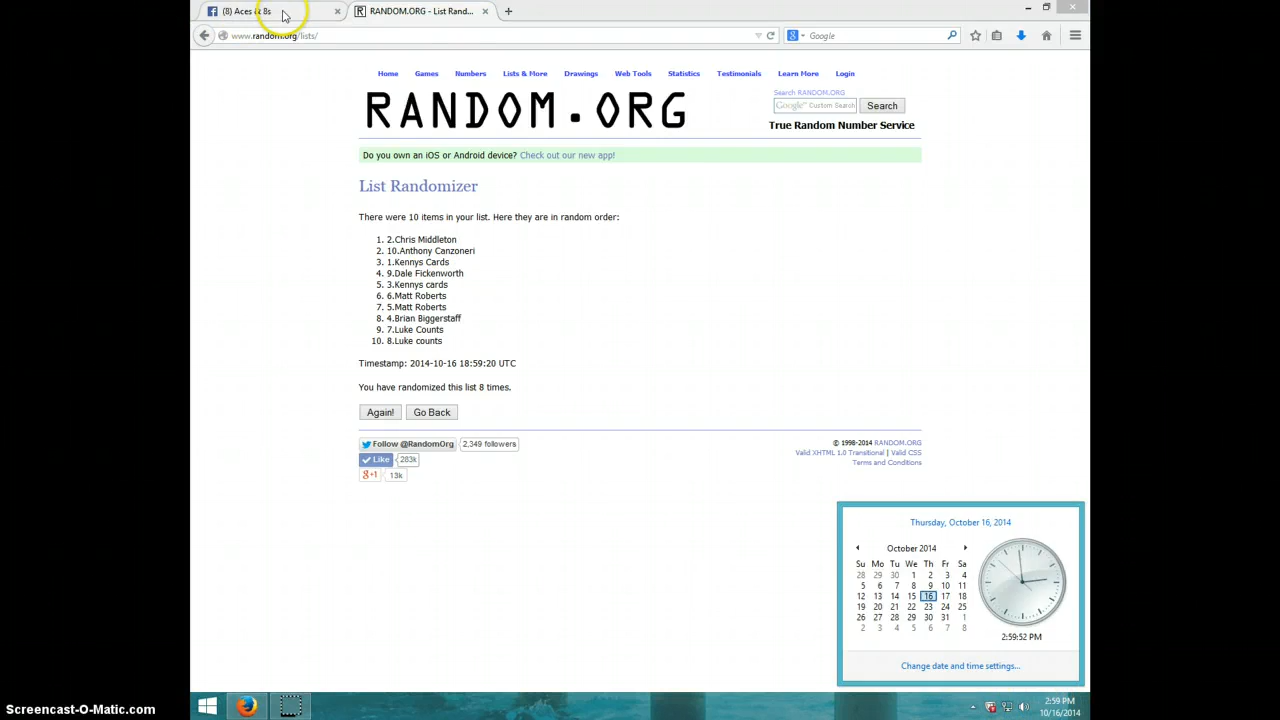 (8) Aces & 8s
RANDOM.ORG - List Rand...
www.random.org/lists/
Google
Home Games Numbers Lists & More Drawings Web Tools Statistics Testimonials Learn More Login
RANDOM.ORG
Search RANDOM.ORG
Google™ Custom Search
Search
True Random Number Service
Do you own an iOS or Android device? Check out our new app!
List Randomizer
There were 10 items in your list. Here they are in random order:
1. 2.Chris Middleton
2. 10.Anthony Canzoneri
3. 1.Kennys Cards
4. 9.Dale Fickenworth
5. 3.Kennys cards
6. 6.Matt Roberts
7. 5.Matt Roberts
8. 4.Brian Biggerstaff
9. 7.Luke Counts
10. 8.Luke counts
Timestamp: 2014-10-16 18:59:20 UTC
You have randomized this list 8 times.
Again! Go Back
Follow @RandomOrg 2,349 followers
Like 283k
g+1 13k
© 1998-2014 RANDOM.ORG
Valid XHTML 1.0 Transitional | Valid CSS
Terms and Conditions
Thursday, October 16, 2014
October 2014
Su Mo Tu We Th Fr Sa
28 29 30 1 2 3 4
5 6 7 8 9 10 11
12 13 14 15 16 17 18
19 20 21 22 23 24 25
26 27 28 29 30 31 1
2 3 4 5 6 7 8
2:59:52 PM
Change date and time settings...
2:59 PM
10/16/2014
Screencast-O-Matic.com